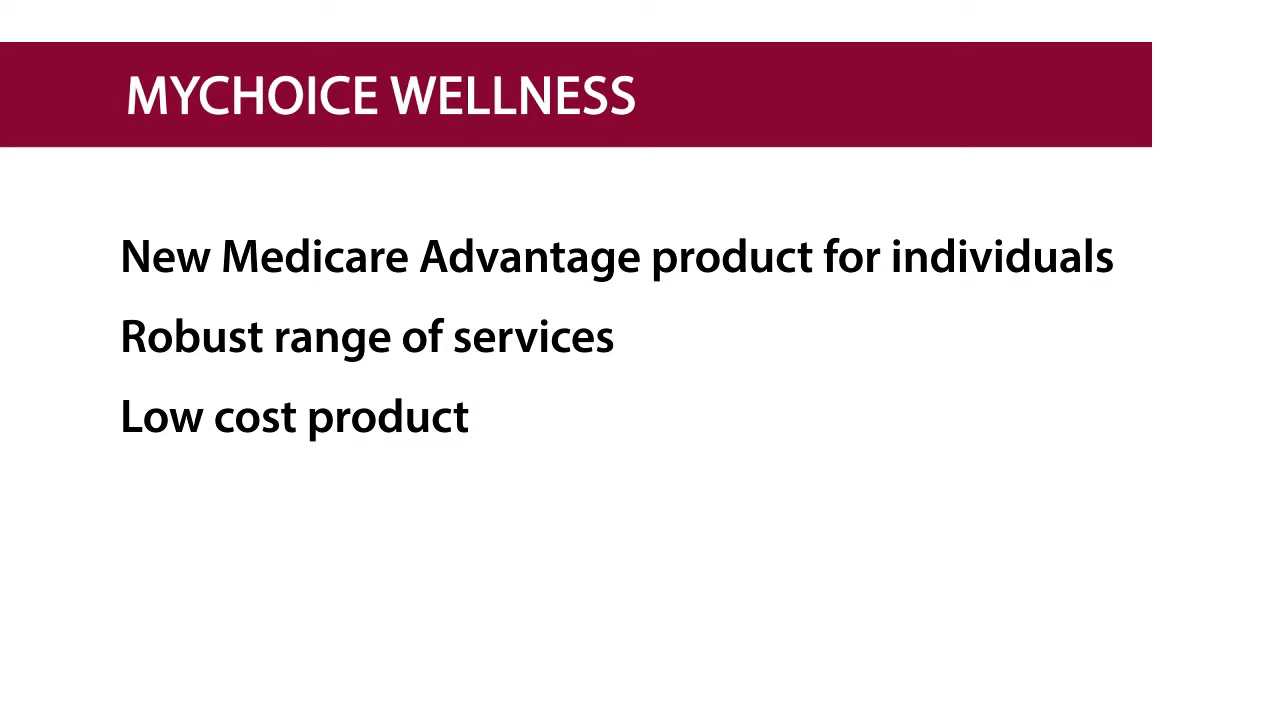 MYCHOICE WELLNESS
New Medicare Advantage product for individuals
Robust range of services
Low cost product